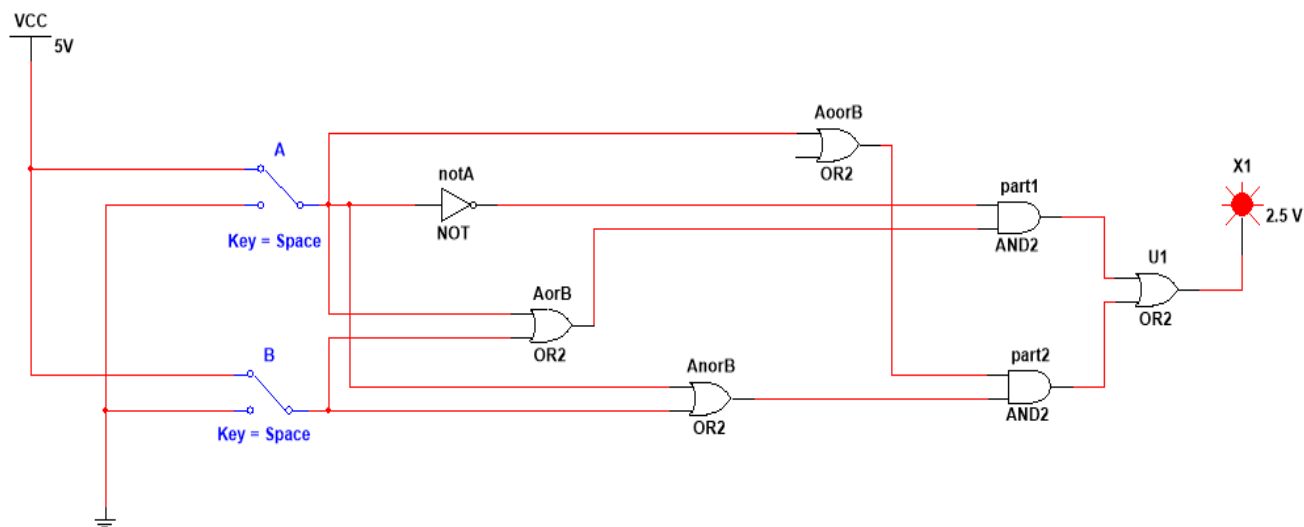 VCC
5V
A
Key = Space
notA
NOT
AoorB
OR2
part1
AND2
X1
2.5 V
U1
OR2
AorB
OR2
B
Key = Space
AnorB
OR2
part2
AND2